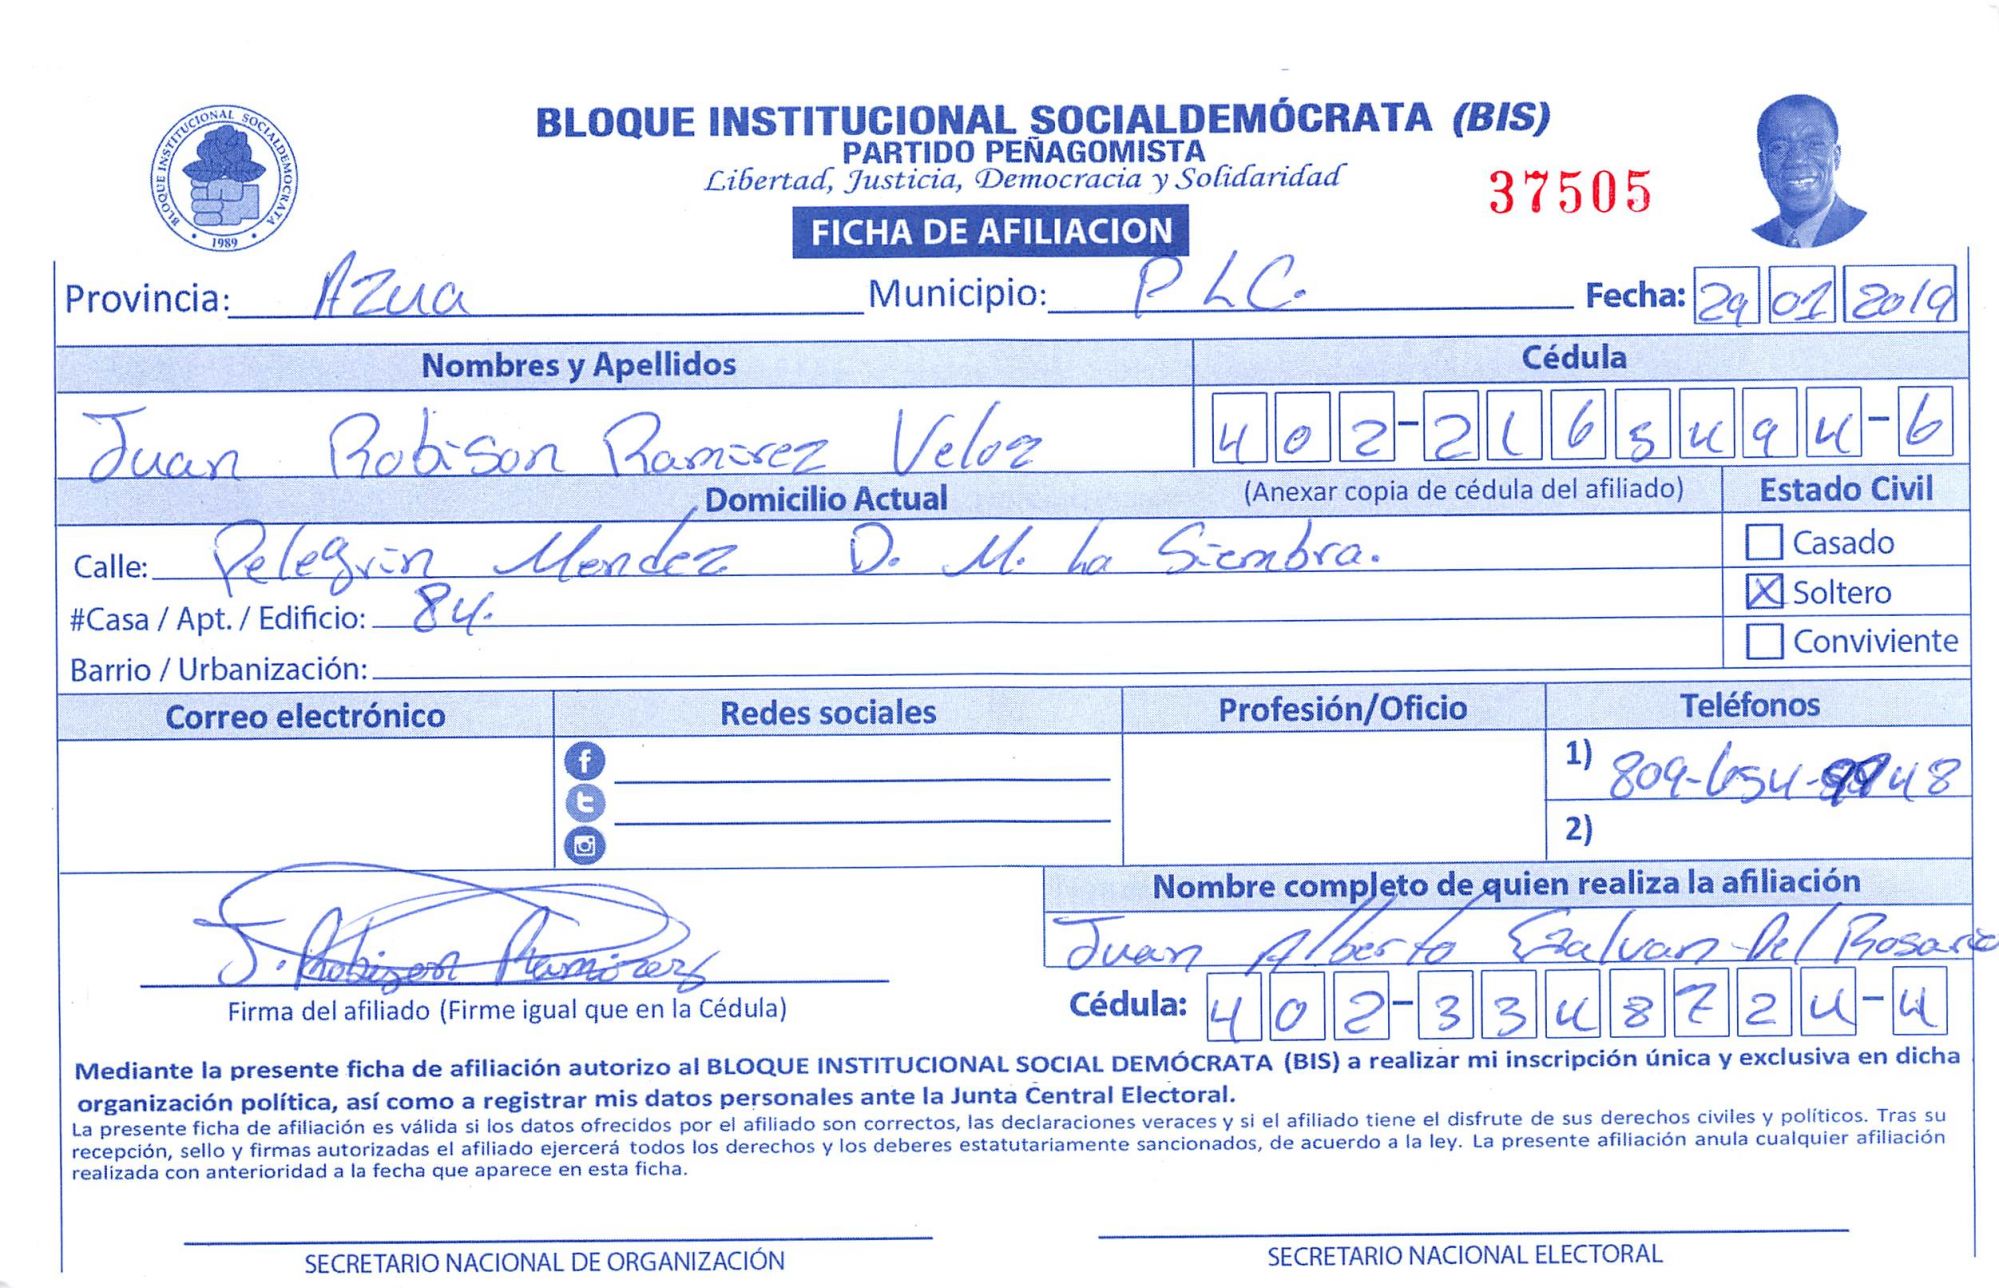 BLOQUE INSTITUCIONAL SOCIALDEMOCRATA
1989
BLOQUE INSTITUCIONAL SOCIALDEMÓCRATA (BIS)
PARTIDO PEÑAGOMISTA
Libertad, Justicia, Democracia y Solidaridad
37505
FICHA DE AFILIACION
Provincia: Azua Municipio: P L C. Fecha: 29 01 2019
Nombres y Apellidos Cédula
Juan Robison Ramirez Veloz 402-2165494-6
Domicilio Actual (Anexar copia de cédula del afiliado) Estado Civil
Calle: Pelegrin Mendez D. M. La Siembra. Casado
#Casa / Apt. / Edificio: 84. X Soltero
Barrio / Urbanización: Conviviente
Correo electrónico Redes sociales Profesión/Oficio Teléfonos
1) 809-654-9948
2)
Nombre completo de quien realiza la afiliación
J. Robison Ramirez Juan Alberto Del Rosario
Firma del afiliado (Firme igual que en la Cédula) Cédula: 402-3348724-4
Mediante la presente ficha de afiliación autorizo al BLOQUE INSTITUCIONAL SOCIAL DEMÓCRATA (BIS) a realizar mi inscripción única y exclusiva en dicha
organización política, así como a registrar mis datos personales ante la Junta Central Electoral.
La presente ficha de afiliación es válida si los datos ofrecidos por el afiliado son correctos, las declaraciones veraces y si el afiliado tiene el disfrute de sus derechos civiles y políticos. Tras su
recepción, sello y firmas autorizadas el afiliado ejercerá todos los derechos y los deberes estatutariamente sancionados, de acuerdo a la ley. La presente afiliación anula cualquier afiliación
realizada con anterioridad a la fecha que aparece en esta ficha.
SECRETARIO NACIONAL DE ORGANIZACIÓN SECRETARIO NACIONAL ELECTORAL